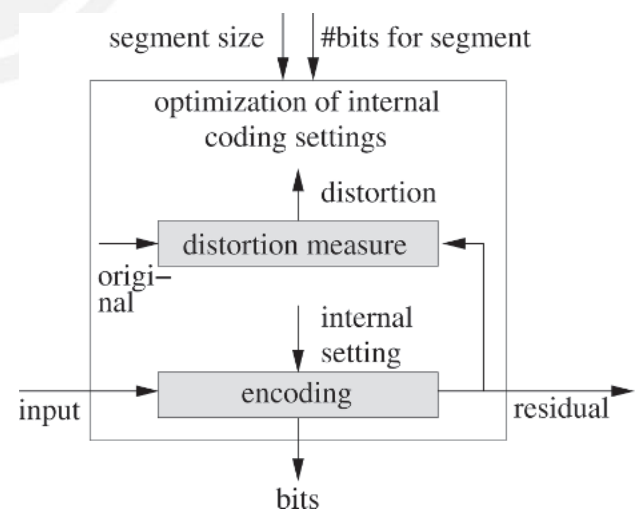 segment size
#bits for segment
optimization of internal
coding settings
distortion
distortion measure
origi–
nal
internal
setting
encoding
input
residual
bits